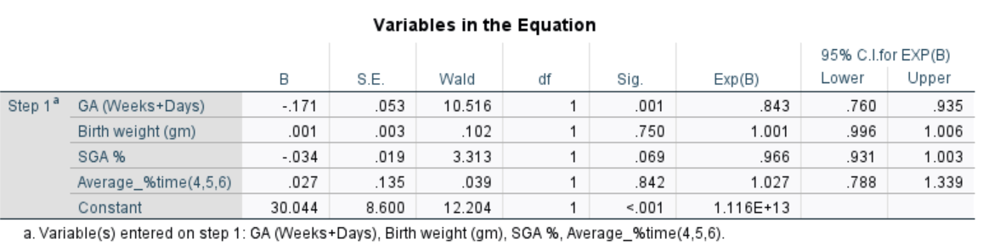 Variables in the Equation
95% C.I.for EXP(B)
B S.E. Wald df Sig. Exp(B) Lower Upper
Step 1a GA (Weeks+Days) -.171 .053 10.516 1 .001 .843 .760 .935
Birth weight (gm) .001 .003 .102 1 .750 1.001 .996 1.006
SGA % -.034 .019 3.313 1 .069 .966 .931 1.003
Average_%time(4,5,6) .027 .135 .039 1 .842 1.027 .788 1.339
Constant 30.044 8.600 12.204 1 <.001 1.116E+13
a. Variable(s) entered on step 1: GA (Weeks+Days), Birth weight (gm), SGA %, Average_%time(4,5,6).